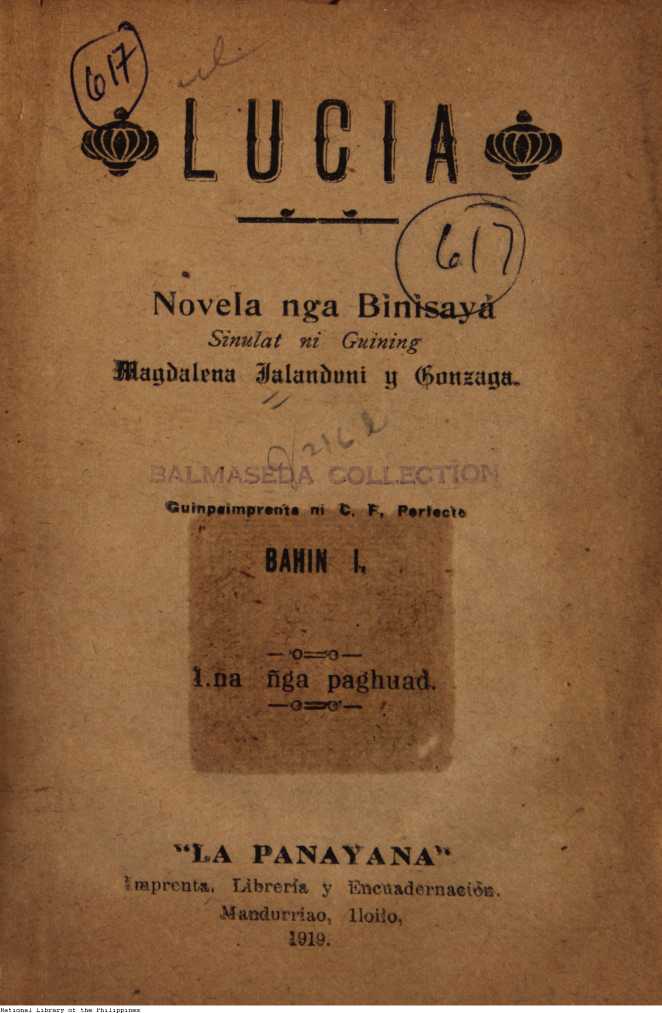 617
LUCIA
617
Novela nga Binisayá
Sinulat ni Guining
Magdalena Jalandoni y Gonzaga.
BALMASEDA COLLECTION
Guinpaimprenta ni C. F. Perfecto
BAHIN I.
1.na ñga paghuad.
"LA PANAYANA"
Imprenta, Librería y Encuadernación.
Mandurriao, Iloilo,
1919.
National Library of the Philippines